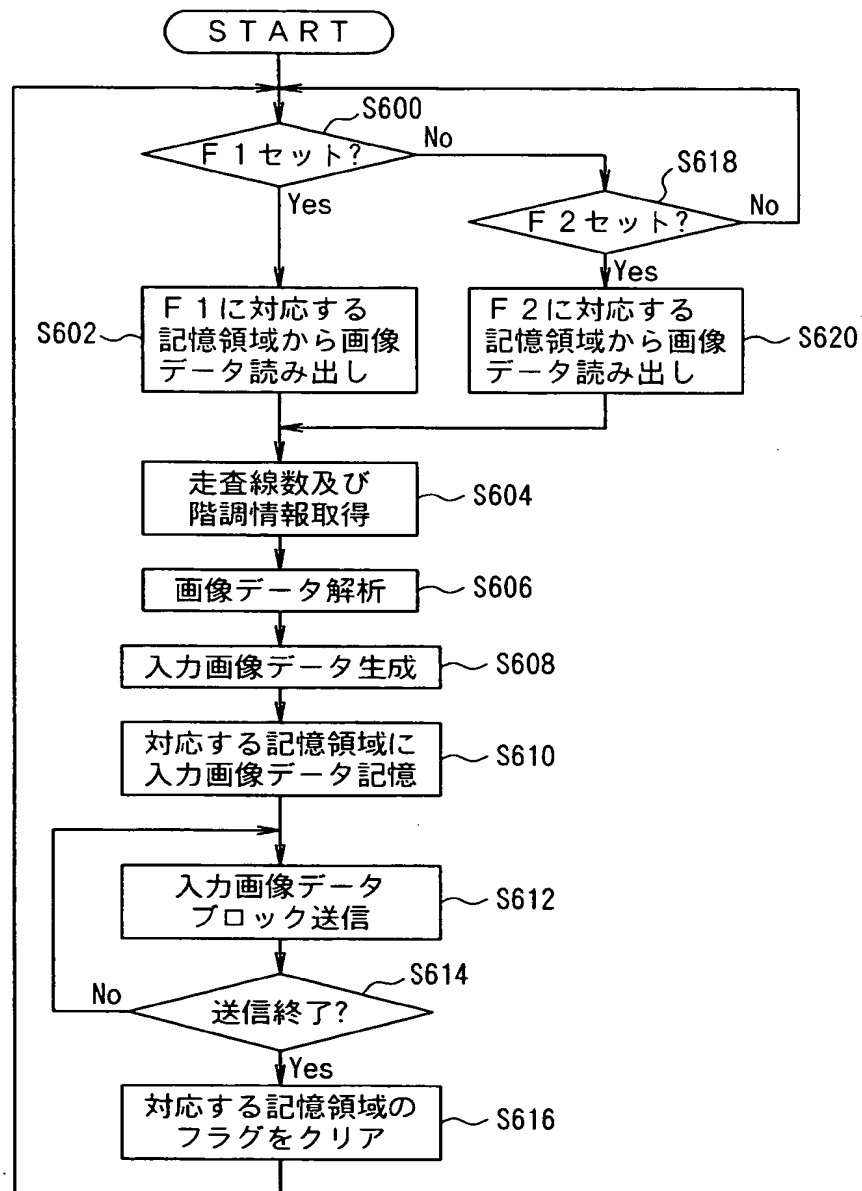 ＳＴＡＲＴ
S600
Ｆ１セット?
No
Yes
S618
Ｆ２セット?
No
Yes
S602
Ｆ１に対応する
記憶領域から画像
データ読み出し
Ｆ２に対応する
記憶領域から画像
データ読み出し
S620
走査線数及び
階調情報取得
S604
画像データ解析
S606
入力画像データ生成
S608
対応する記憶領域に
入力画像データ記憶
S610
入力画像データ
ブロック送信
S612
S614
No
送信終了?
Yes
対応する記憶領域の
フラグをクリア
S616